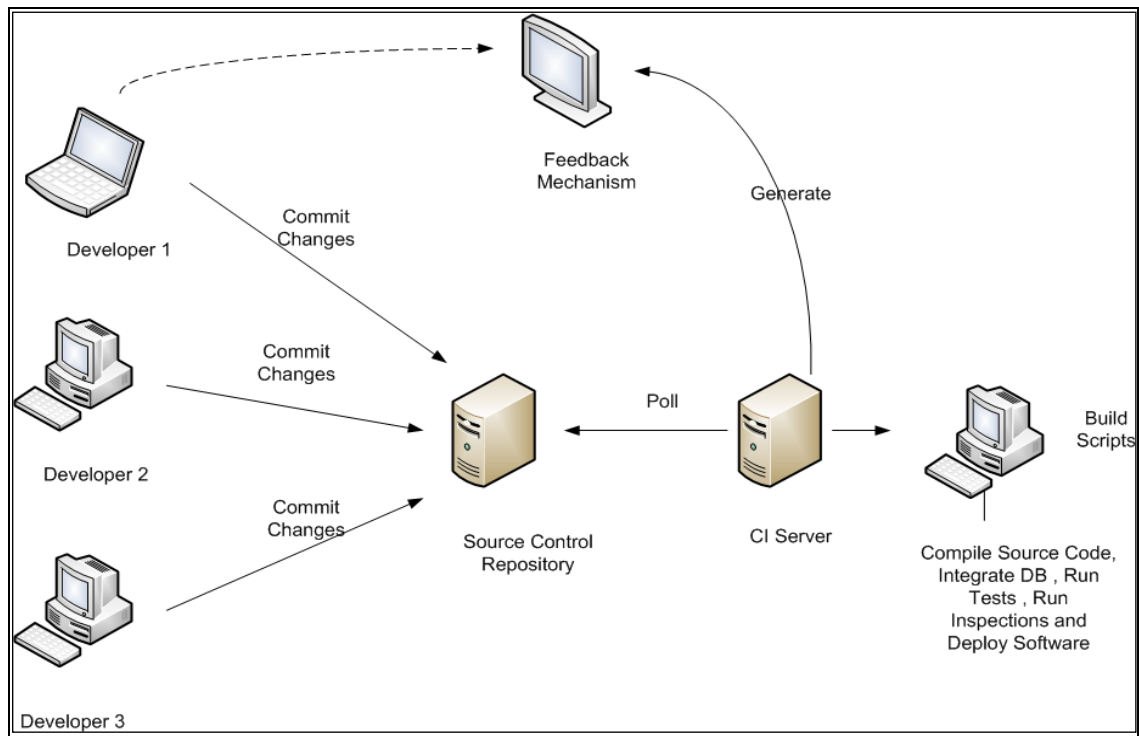 Feedback
Mechanism
Generate
Commit
Changes
Developer 1
Commit
Changes
Poll
Build
Scripts
Developer 2
Commit
Changes
Source Control
Repository
CI Server
Compile Source Code,
Integrate DB , Run
Tests , Run
Inspections and
Deploy Software
Developer 3